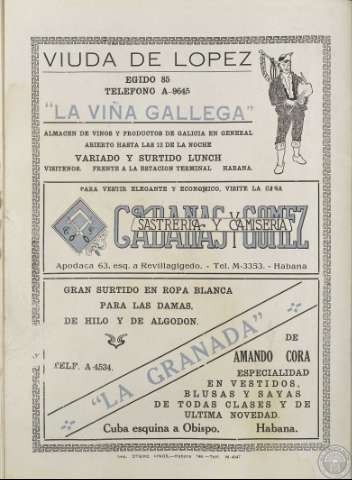 VIUDA DE LOPEZ
EGIDO 85
TELEFONO A-9645
"LA VIÑA GALLEGA"
ALMACEN DE VINOS Y PRODUCTOS DE GALICIA EN GENERAL
ABIERTO HASTA LAS 12 DE LA NOCHE
VARIADO Y SURTIDO LUNCH
VISITENOS. FRENTE A LA ESTACION TERMINAL HABANA.
PARA VESTIR ELEGANTE Y ECONOMICO, VISITE LA CASA
CABANAS Y GOMEZ
SASTRERIA Y CAMISERIA
Apodaca 63, esq. a Revillagigedo. - Tel. M-3353. - Habana
GRAN SURTIDO EN ROPA BLANCA
PARA LAS DAMAS,
DE HILO Y DE ALGODON.
"LA GRANADA"
TELF. A-4534.
DE
AMANDO CORA
ESPECIALIDAD
EN VESTIDOS,
BLUSAS Y SAYAS
DE TODAS CLASES Y DE
ULTIMA NOVEDAD.
Cuba esquina a Obispo, Habana.